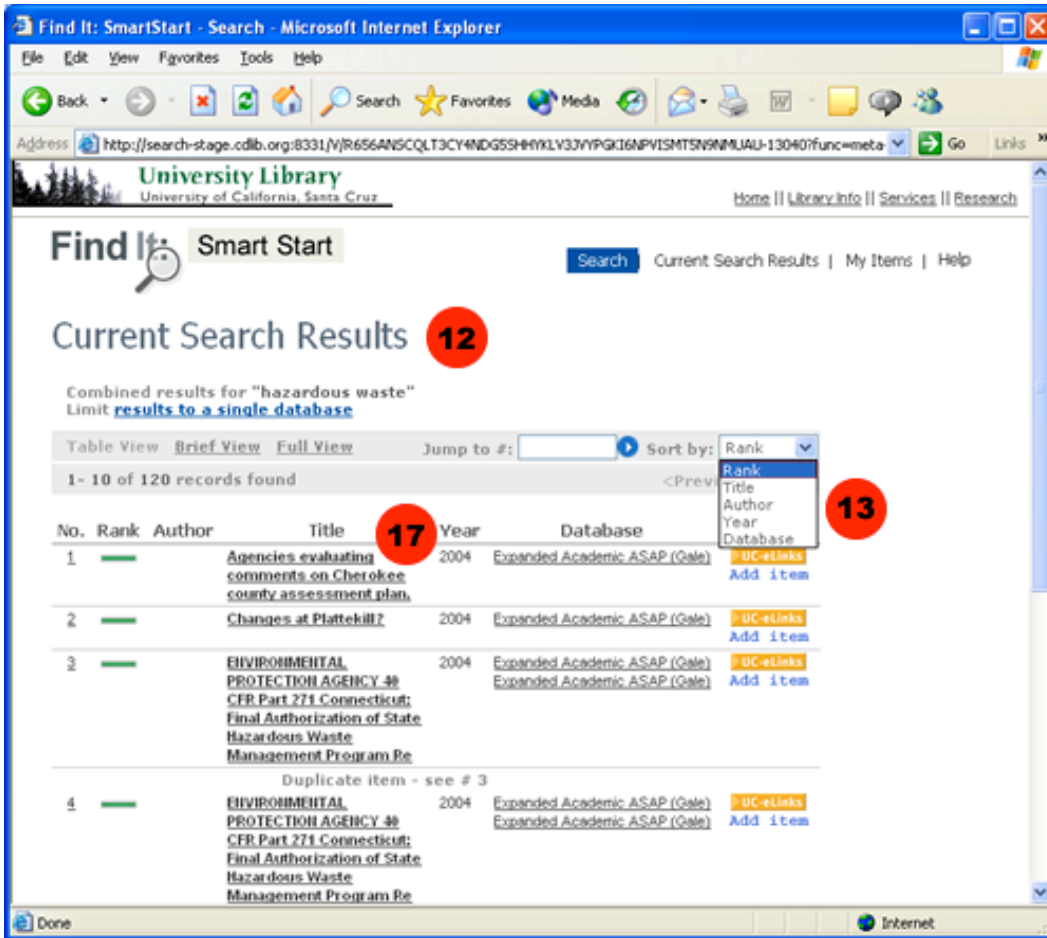 Find It: SmartStart - Search - Microsoft Internet Explorer
File Edit View Favorites Tools Help
Back Search Favorites Media
Address http://search-stage.cdlib.org:8331/V/R656ANSCQLT3CY4NDG5SHHYKLV3JVYPGKI6NPVISMT5N9NMUAU-13040?func=meta- Go Links »
University Library
University of California, Santa Cruz
Home || Library Info || Services || Research
Find It: Smart Start
Search Current Search Results | My Items | Help
Current Search Results 12
Combined results for "hazardous waste"
Limit results to a single database
Table View Brief View Full View Jump to #: Sort by: Rank
1- 10 of 120 records found <Previ
Rank
Title
Author
Year
Database
13
No. Rank Author Title 17 Year Database
1 Agencies evaluating 2004 Expanded Academic ASAP (Gale) UC-eLinks
comments on Cherokee Add item
county assessment plan.
2 Changes at Plattekill? 2004 Expanded Academic ASAP (Gale) UC-eLinks
Add item
3 ENVIRONMENTAL 2004 Expanded Academic ASAP (Gale) UC-eLinks
PROTECTION AGENCY 40 Expanded Academic ASAP (Gale) Add item
CFR Part 271 Connecticut:
Final Authorization of State
Hazardous Waste
Management Program Re
Duplicate item - see # 3
4 ENVIRONMENTAL 2004 Expanded Academic ASAP (Gale) UC-eLinks
PROTECTION AGENCY 40 Expanded Academic ASAP (Gale) Add item
CFR Part 271 Connecticut:
Final Authorization of State
Hazardous Waste
Management Program Re
Done Internet